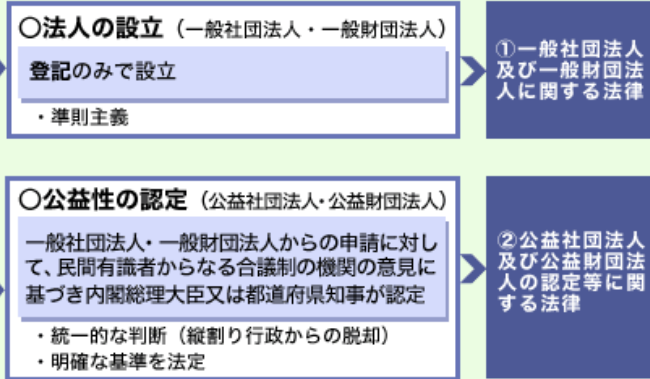 〇法人の設立（一般社団法人・一般財団法人）
登記のみで設立
・準則主義
①一般社団法人
及び一般財団法
人に関する法律
〇公益性の認定（公益社団法人・公益財団法人）
一般社団法人・一般財団法人からの申請に対し
て、民間有識者からなる合議制の機関の意見に
基づき内閣総理大臣又は都道府県知事が認定
・統一的な判断（縦割り行政からの脱却）
・明確な基準を法定
②公益社団法人
及び公益財団法
人の認定等に関
する法律